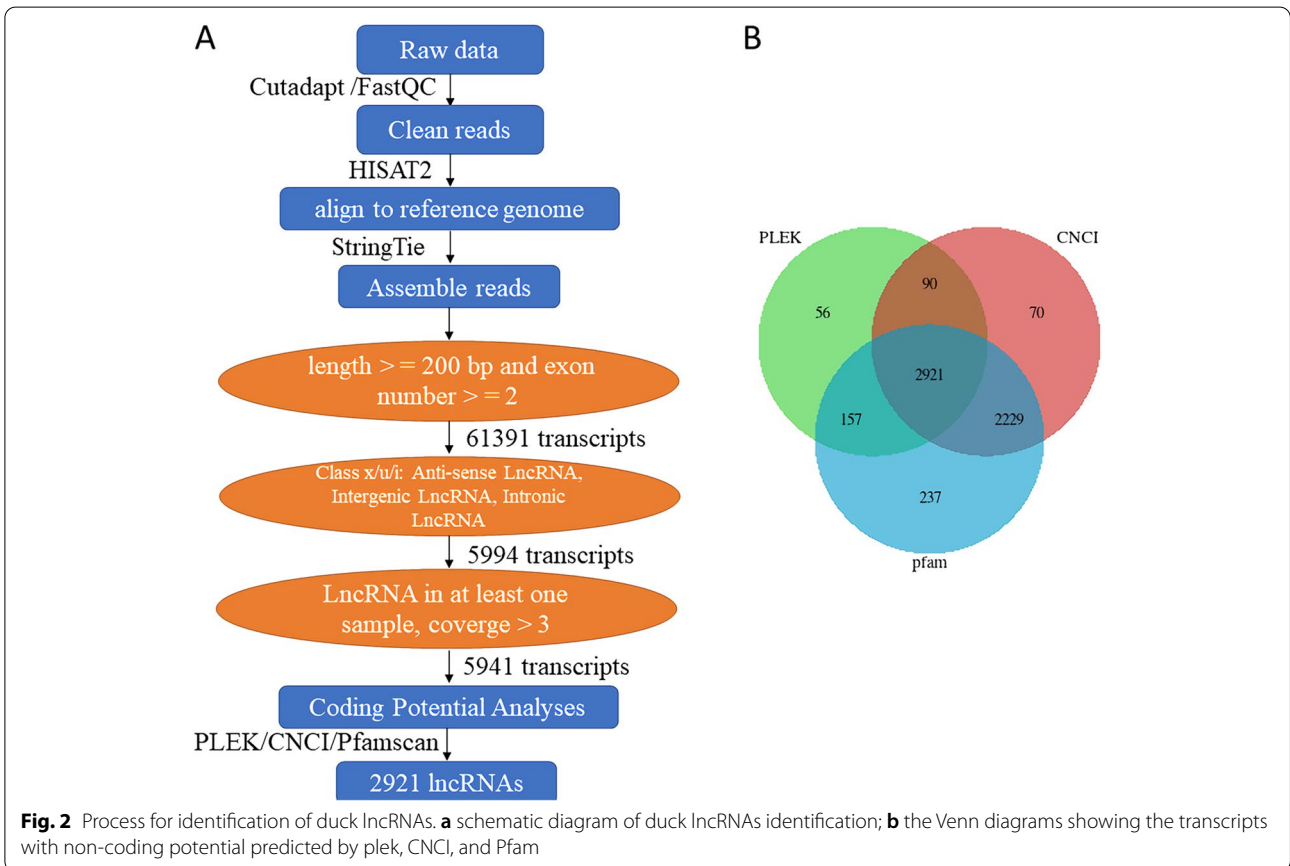 A
Raw data
Cutadapt /FastQC
Clean reads
HISAT2
align to reference genome
StringTie
Assemble reads
length > = 200 bp and exon
number > = 2
61391 transcripts
Class x/u/i: Anti-sense LncRNA,
Intergenic LncRNA, Intronic
LncRNA
5994 transcripts
LncRNA in at least one
sample, coverge > 3
5941 transcripts
Coding Potential Analyses
PLEK/CNCI/Pfamscan
2921 lncRNAs
B
PLEK
CNCI
90
56
70
2921
157
2229
237
pfam
Fig. 2 Process for identification of duck lncRNAs. a schematic diagram of duck lncRNAs identification; b the Venn diagrams showing the transcripts
with non-coding potential predicted by plek, CNCI, and Pfam